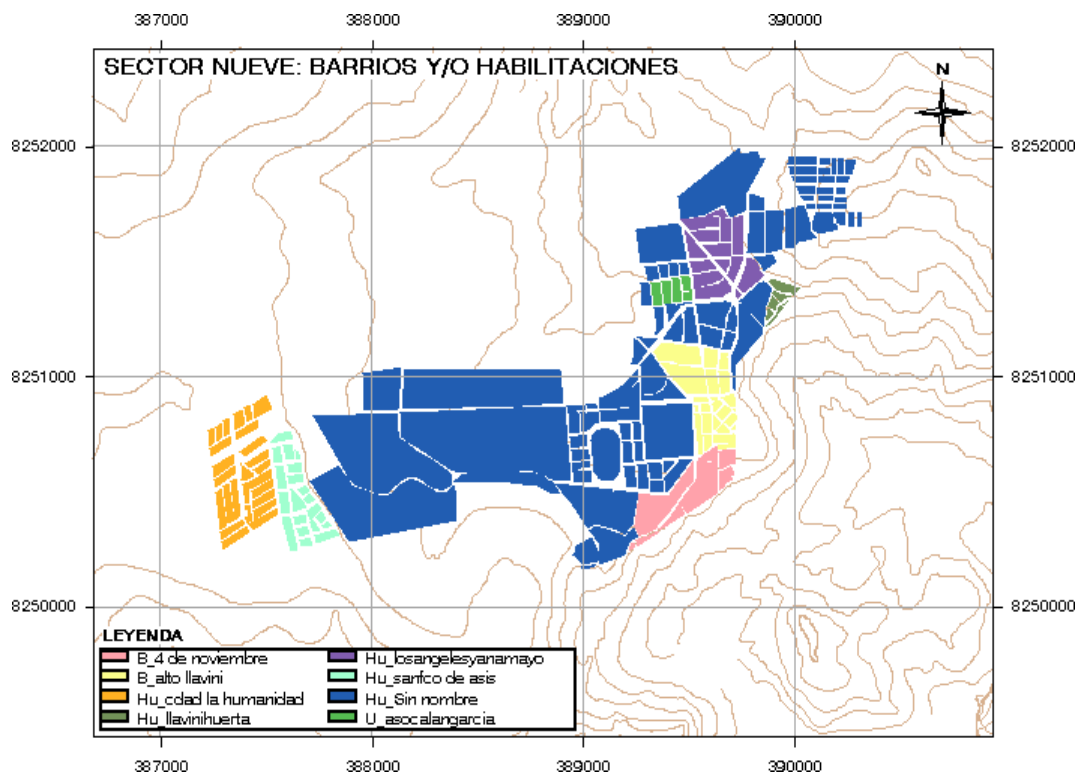 387000 388000 389000 390000
SECTOR NUEVE: BARRIOS Y/O HABILITACIONES
N
8252000 8252000
8251000 8251000
8250000 8250000
LEYENDA
B_4 de noviembre Hu_losangelesyanamayo
B_alto llavini Hu_sanfco de asis
Hu_cdad la humanidad Hu_Sin nombre
Hu_llavinihuerta U_asocalangarcia
387000 388000 389000 390000